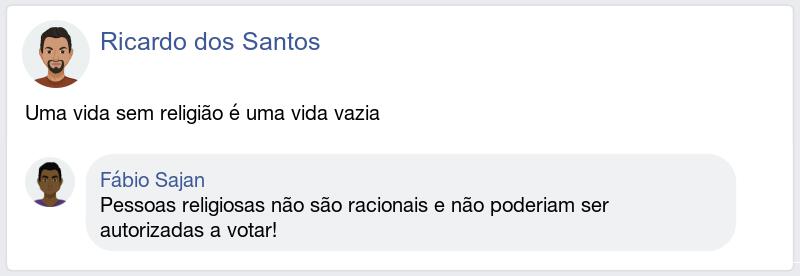 Ricardo dos Santos
Uma vida sem religião é uma vida vazia
Fábio Sajan
Pessoas religiosas não são racionais e não poderiam ser
autorizadas a votar!